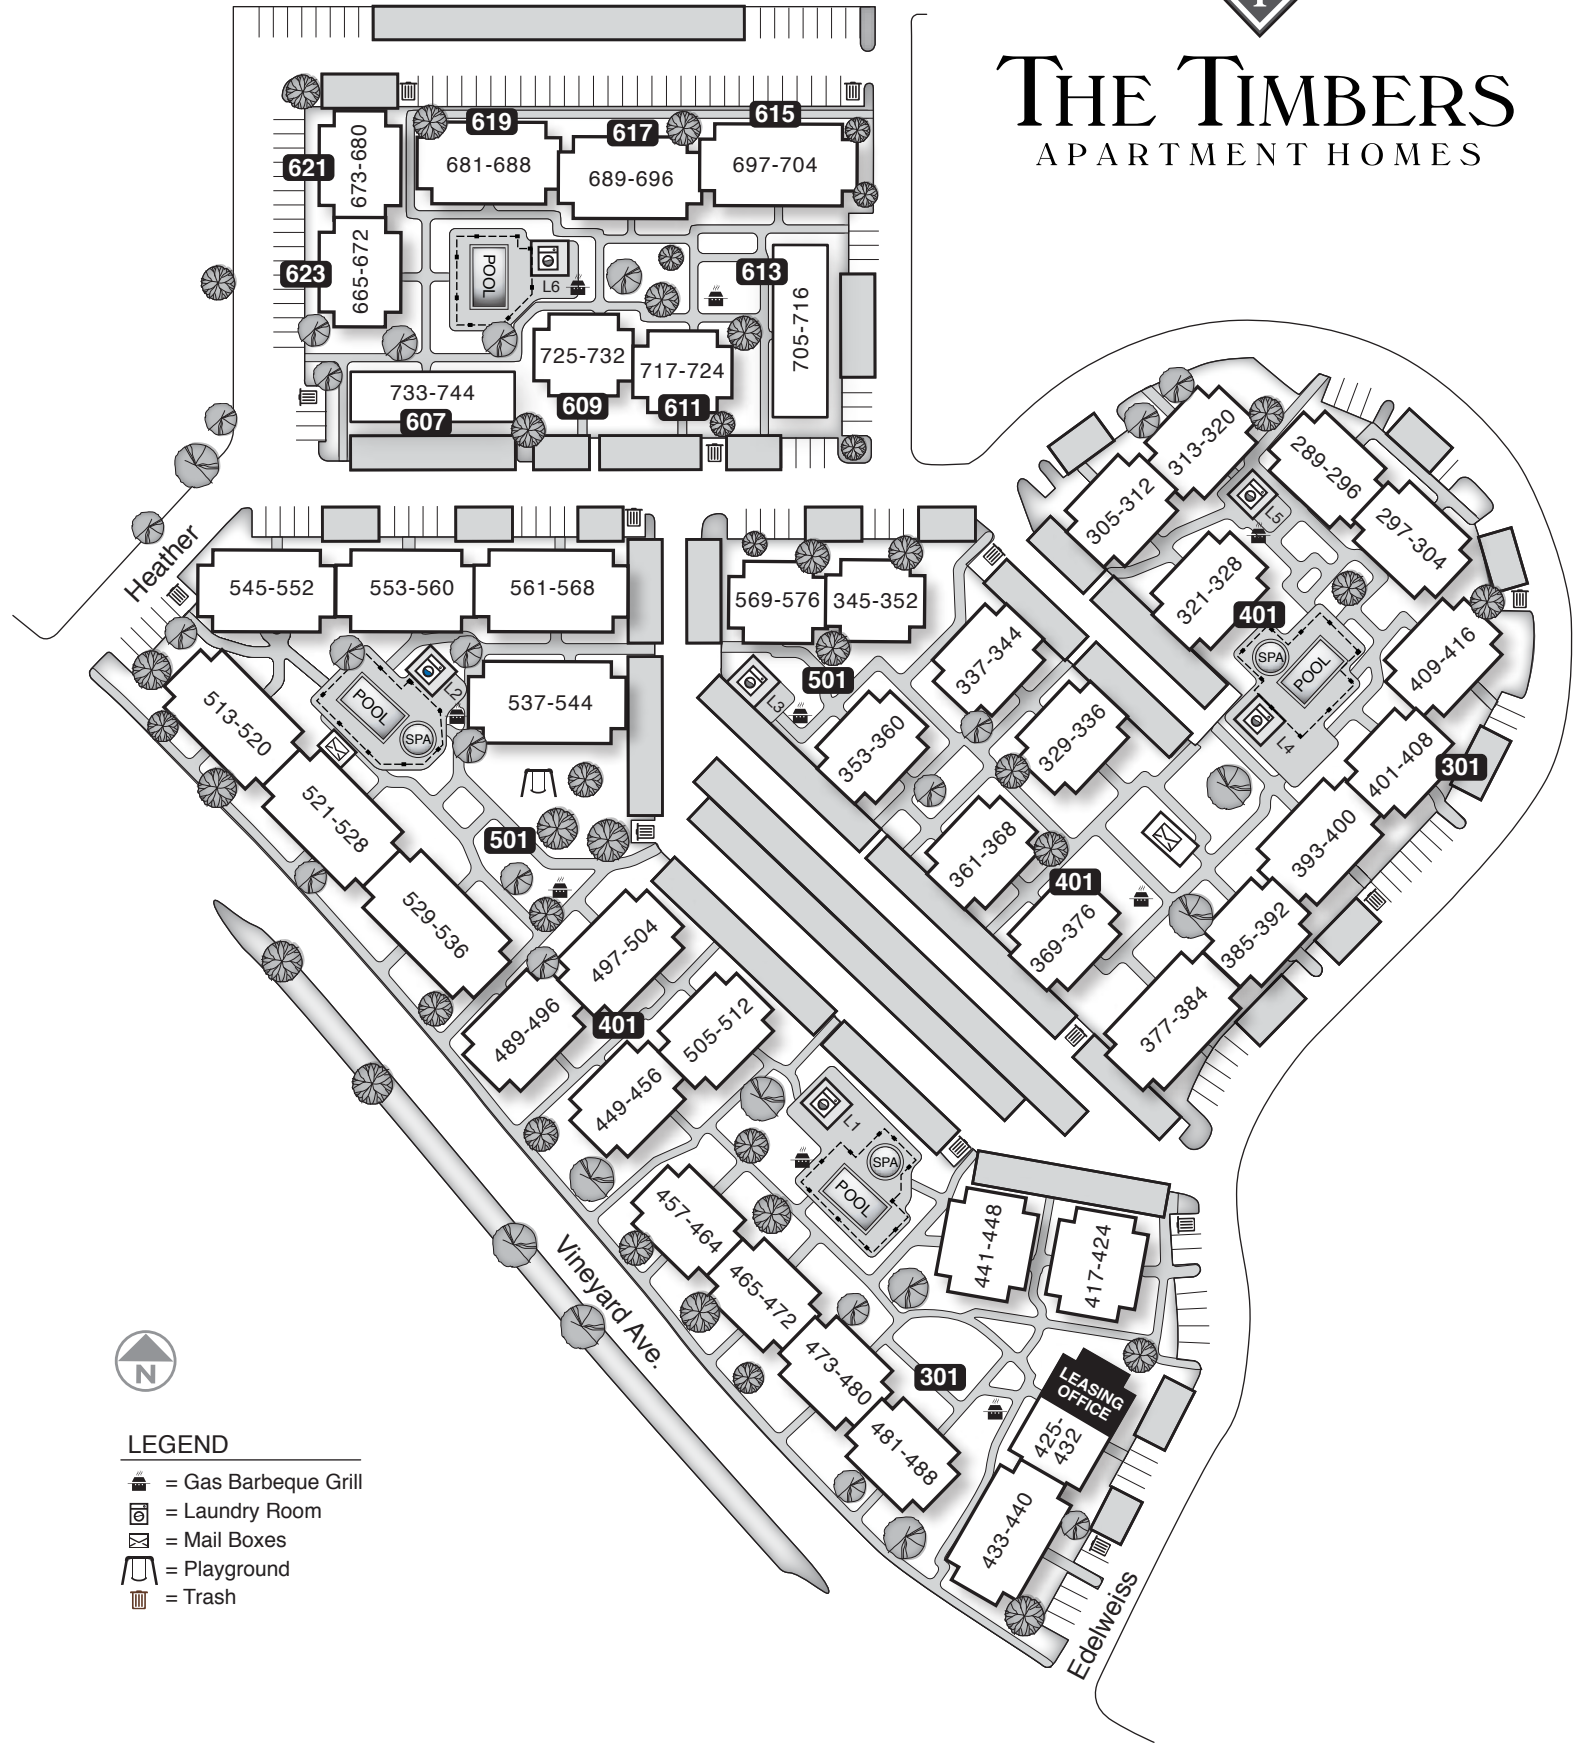 THE TIMBERS
APARTMENT HOMES
619
617
615
621
673-680
681-688
689-696
697-704
623
665-672
POOL
L6
613
705-716
725-732
717-724
733-744
607
609
611
Heather
545-552
553-560
561-568
569-576
345-352
513-520
POOL
SPA
L2
537-544
521-528
501
529-536
L3
501
337-344
353-360
329-336
361-368
401
369-376
305-312
313-320
289-296
297-304
L5
321-328
401
SPA
POOL
L4
409-416
401-408
301
393-400
385-392
377-384
497-504
489-496
401
505-512
449-456
L1
SPA
POOL
457-464
465-472
473-480
481-488
441-448
417-424
301
LEASING
OFFICE
425-
432
433-440
Vineyard Ave.
Edelweiss
N
LEGEND
= Gas Barbeque Grill
= Laundry Room
= Mail Boxes
= Playground
= Trash